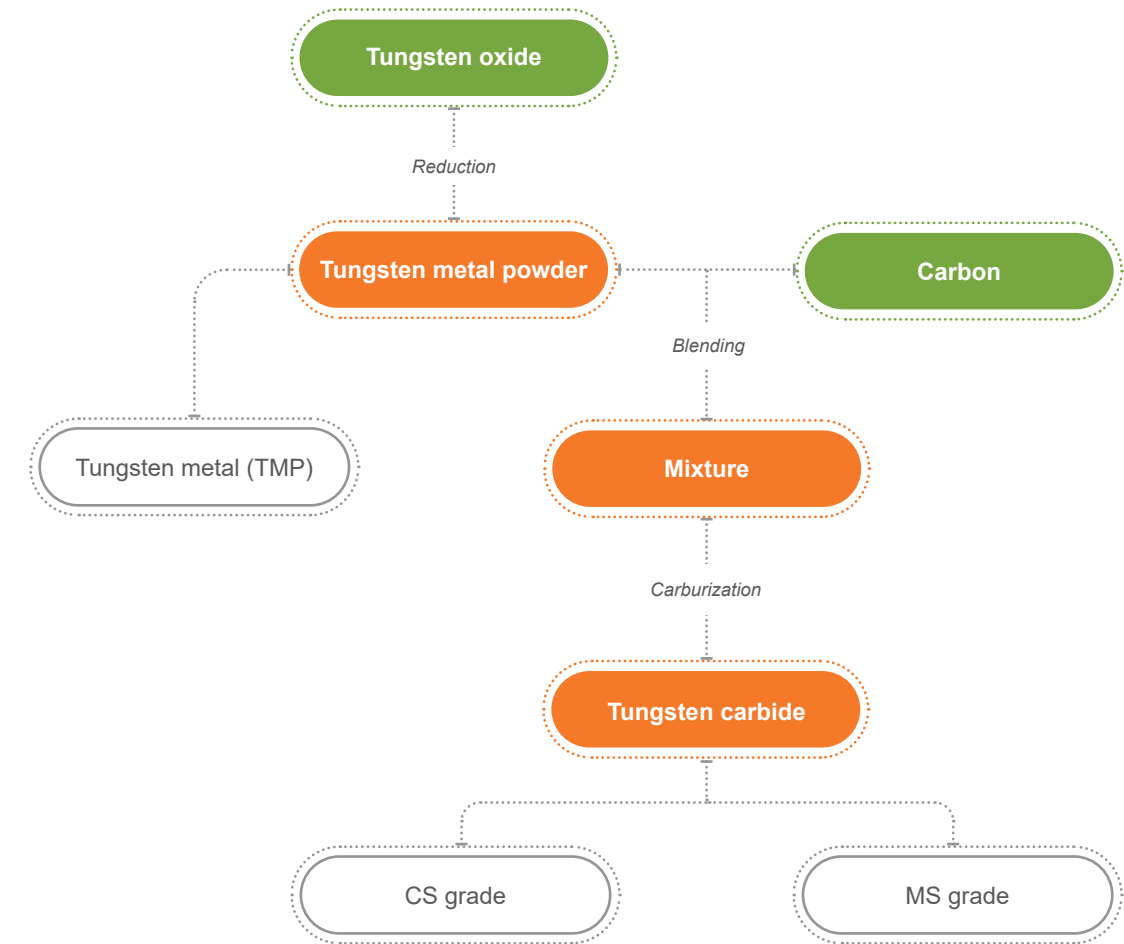 Tungsten oxide
Reduction
Tungsten metal powder
Carbon
Blending
Tungsten metal (TMP)
Mixture
Carburization
Tungsten carbide
CS grade
MS grade